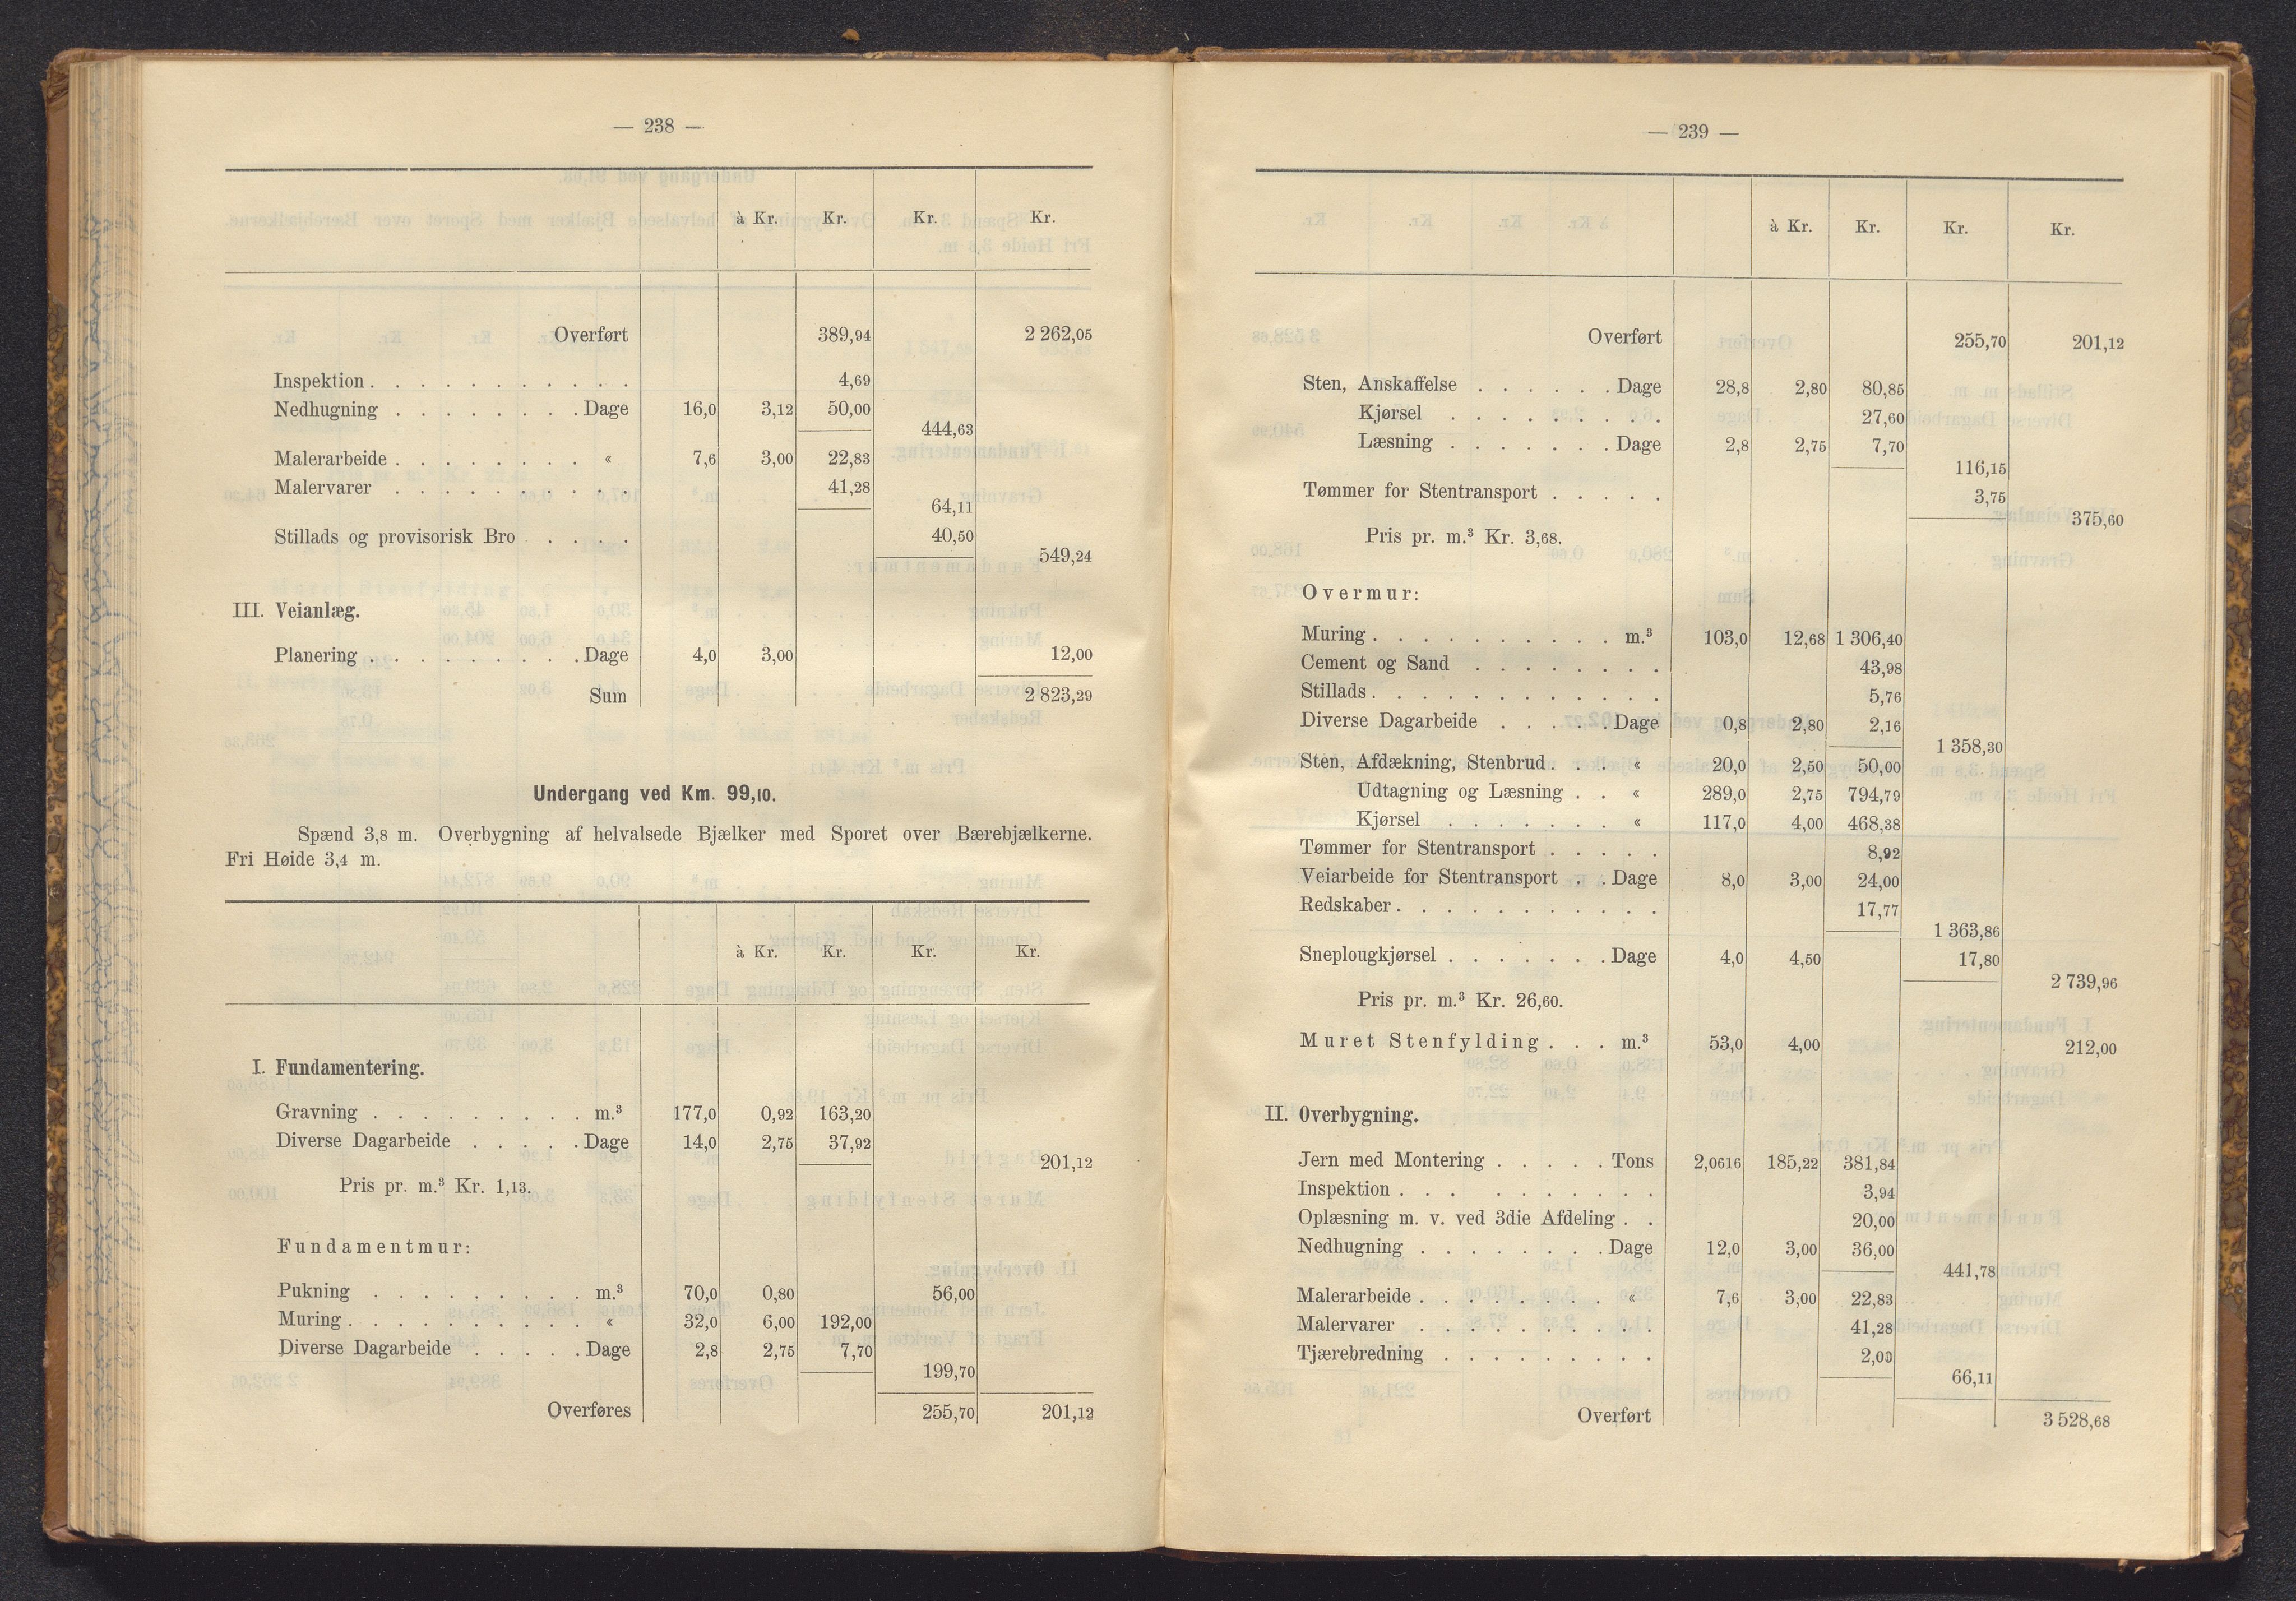 — 238 —
à Kr. Kr. Kr. Kr.
Overført 389,94 2 262,05
Inspektion . . . . . . . . . . . 4,69
Nedhugning . . . . . . . . Dage 16,0 3,12 50,00
444,63
Malerarbeide . . . . . . . . « 7,6 3,00 22,83
Malervarer . . . . . . . . . . 41,28
64,11
Stillads og provisorisk Bro . . . . 40,50
549,24
III. Veianlæg.
Planering . . . . . . . . . Dage 4,0 3,00 12,00
Sum 2 823,29
Undergang ved Km. 99,10.
Spænd 3,8 m. Overbygning af helvalsede Bjælker med Sporet over Bærebjælkerne.
Fri Høide 3,4 m.
à Kr. Kr. Kr. Kr.
I. Fundamentering.
Gravning . . . . . . . . . m.³ 177,0 0,92 163,20
Diverse Dagarbeide . . . . . Dage 14,0 2,75 37,92
201,12
Pris pr. m.³ Kr. 1,13.
Fundamentmur:
Pukning . . . . . . . . . m.³ 70,0 0,80 56,00
Muring . . . . . . . . . . « 32,0 6,00 192,00
Diverse Dagarbeide . . . . . Dage 2,8 2,75 7,70
199,70
Overføres 255,70 201,12
— 239 —
à Kr. Kr. Kr. Kr.
Overført 255,70 201,12
Sten, Anskaffelse . . . . . . Dage 28,8 2,80 80,85
Kjørsel . . . . . . . . 27,60
Læsning . . . . . . . Dage 2,8 2,75 7,70
116,15
Tømmer for Stentransport . . . . . 3,75
375,60
Pris pr. m.³ Kr. 3,68.
Overmur:
Muring . . . . . . . . . . m.³ 103,0 12,68 1 306,40
Cement og Sand . . . . . . . . 43,98
Stillads . . . . . . . . . . . . 5,76
Diverse Dagarbeide . . . . . Dage 0,8 2,80 2,16
1 358,30
Sten, Afdækning, Stenbrud . . . « 20,0 2,50 50,00
Udtagning og Læsning . . « 289,0 2,75 794,79
Kjørsel . . . . . . . « 117,0 4,00 468,38
Tømmer for Stentransport . . . . . 8,92
Veiarbeide for Stentransport . . Dage 8,0 3,00 24,00
Redskaber . . . . . . . . . . . 17,77
1 363,86
Sneplougkjørsel . . . . . . . Dage 4,0 4,50 17,80
2 739,96
Pris pr. m.³ Kr. 26,60.
Muret Stenfylding . . . m.³ 53,0 4,00 212,00
II. Overbygning.
Jern med Montering . . . . . Tons 2,0616 185,22 381,84
Inspektion . . . . . . . . . . 3,94
Oplæsning m. v. ved 3die Afdeling . . 20,00
Nedhugning . . . . . . . . Dage 12,0 3,00 36,00
441,78
Malerarbeide . . . . . . . . « 7,6 3,00 22,83
Malervarer . . . . . . . . . 41,28
Tjærebredning . . . . . . . . . 2,00
66,11
Overført 3 528,68